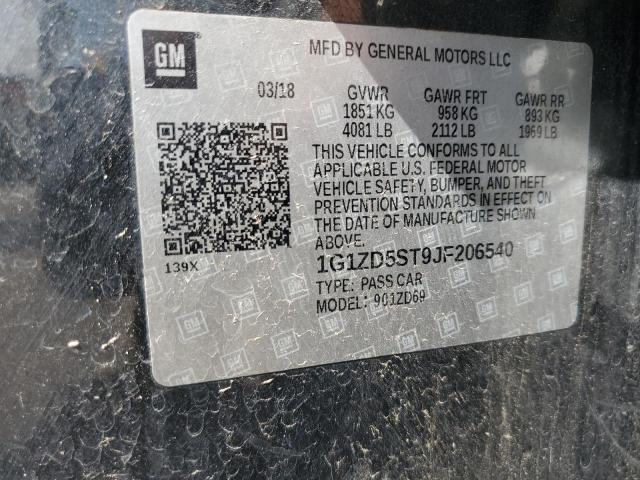 GM
MFD BY GENERAL MOTORS LLC
03/18 GVWR GAWR FRT GAWR RR
1851 KG 958 KG 893 KG
4081 LB 2112 LB 1969 LB
THIS VEHICLE CONFORMS TO ALL
APPLICABLE U.S. FEDERAL MOTOR
VEHICLE SAFETY, BUMPER, AND THEFT
PREVENTION STANDARDS IN EFFECT ON
THE DATE OF MANUFACTURE SHOWN
ABOVE.
139X
1G1ZD5ST9JF206540
TYPE: PASS CAR
MODEL: 901ZD69